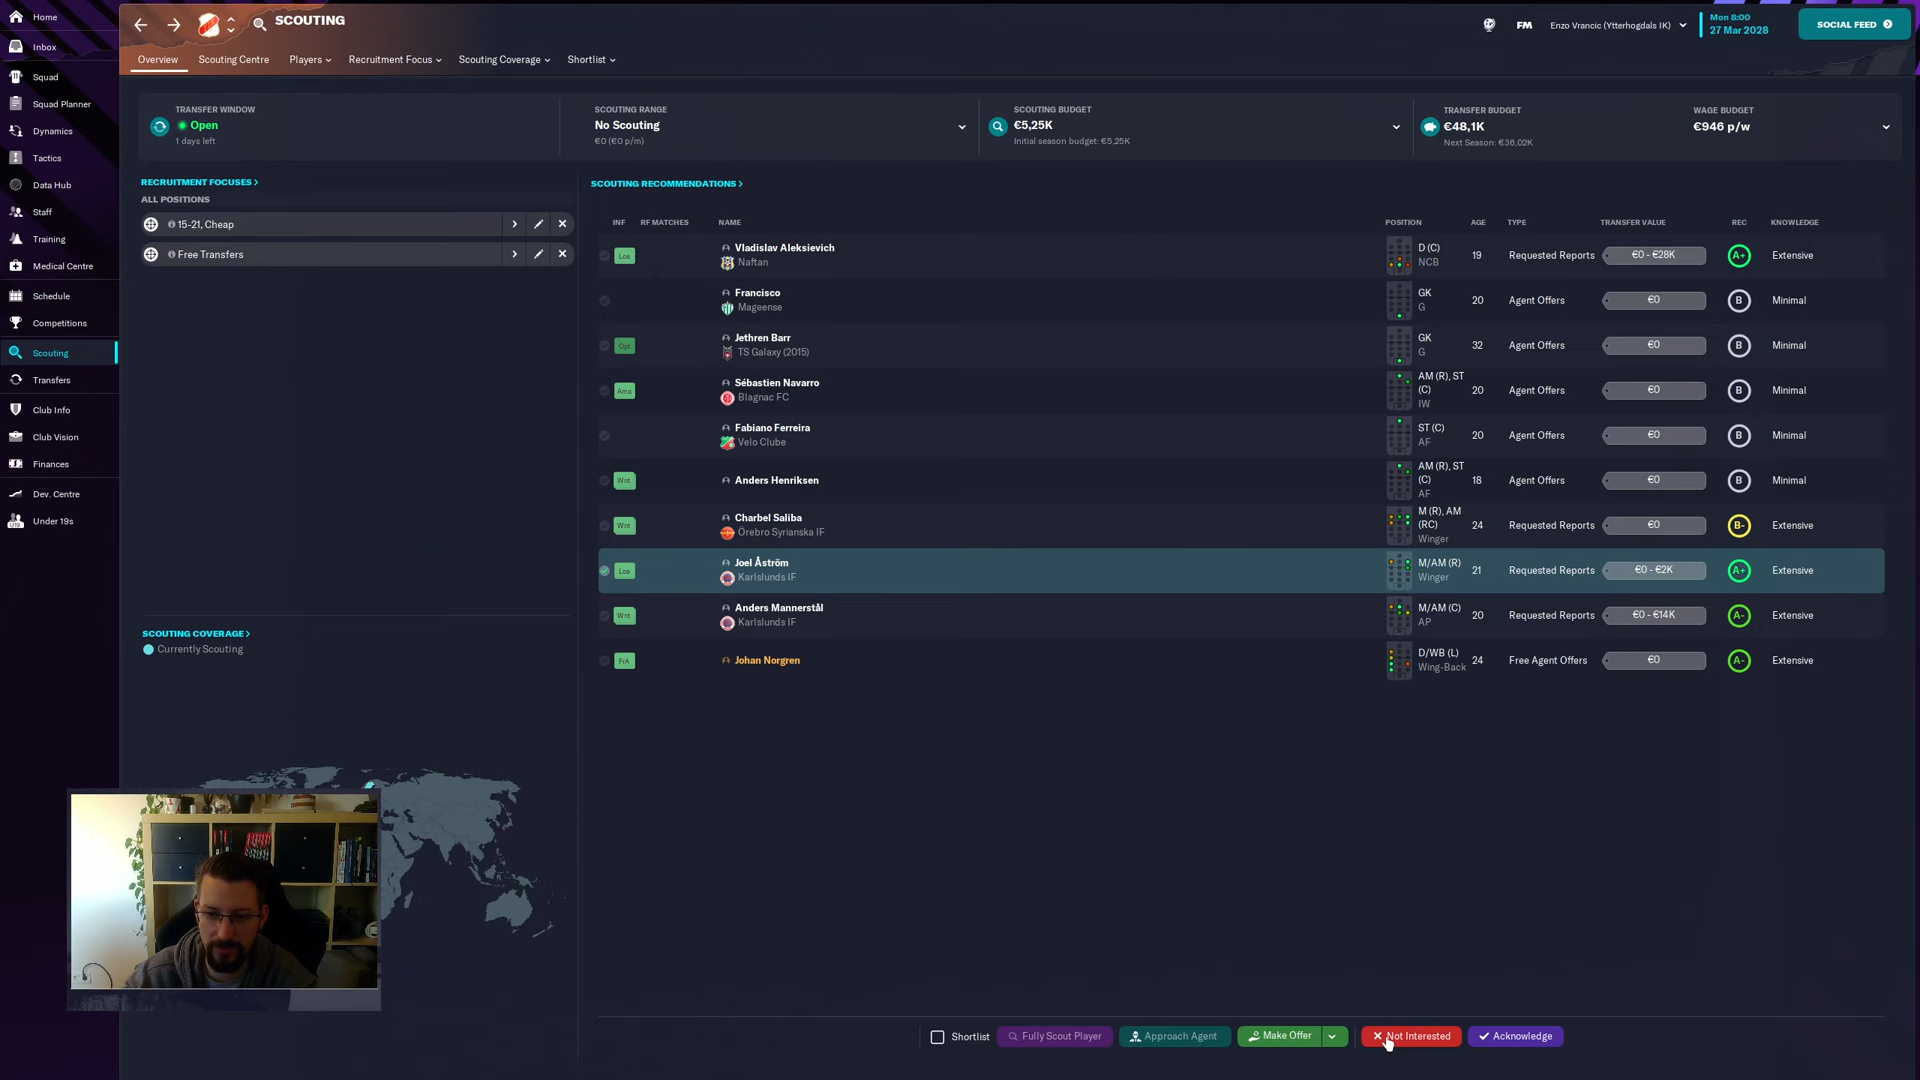 Home
SCOUTING
Enzo Vrancic (Ytterhogdals IK)
Mon 8:00
27 Mar 2028
SOCIAL FEED
FM
Inbox
Squad
Squad Planner
Dynamics
Tactics
Data Hub
Staff
Training
Medical Centre
Schedule
Competitions
Scouting
Transfers
Club Info
Club Vision
Finances
Dev. Centre
Under 19s
Overview
Scouting Centre
Players
Recruitment Focus
Scouting Coverage
Shortlist
TRANSFER WINDOW
Open
1 days left
SCOUTING RANGE
No Scouting
€0 (€0 p/m)
SCOUTING BUDGET
€5,25K
Initial season budget: €5,25K
TRANSFER BUDGET
€48,1K
Next Season: €36,02K
WAGE BUDGET
€946 p/w
RECRUITMENT FOCUSES
ALL POSITIONS
15-21, Cheap
Free Transfers
SCOUTING COVERAGE
Currently Scouting
SCOUTING RECOMMENDATIONS
INF RF MATCHES NAME POSITION AGE TYPE TRANSFER VALUE REC KNOWLEDGE
Loa Vladislav Aleksievich D (C) 19 Requested Reports €0 - €28K A+ Extensive
Naftan NCB
Francisco GK 20 Agent Offers €0 B Minimal
Mageense G
Opt Jethren Barr GK 32 Agent Offers €0 B Minimal
TS Galaxy (2015) G
Ama Sébastien Navarro AM (R), ST (C) 20 Agent Offers €0 B Minimal
Blagnac FC IW
Fabiano Ferreira ST (C) 20 Agent Offers €0 B Minimal
Velo Clube AF
Wnt Anders Henriksen AM (R), ST (C) 18 Agent Offers €0 B Minimal
AF
Wnt Charbel Saliba M (R), AM (RC) 24 Requested Reports €0 B- Extensive
Örebro Syrianska IF Winger
Loa Joel Åström M/AM (R) 21 Requested Reports €0 - €2K A+ Extensive
Karlslunds IF Winger
Wnt Anders Mannerstål M/AM (C) 20 Requested Reports €0 - €14K A- Extensive
Karlslunds IF AP
FrA Johan Norgren D/WB (L) 24 Free Agent Offers €0 A- Extensive
Wing-Back
Shortlist
Fully Scout Player
Approach Agent
Make Offer
Not Interested
Acknowledge